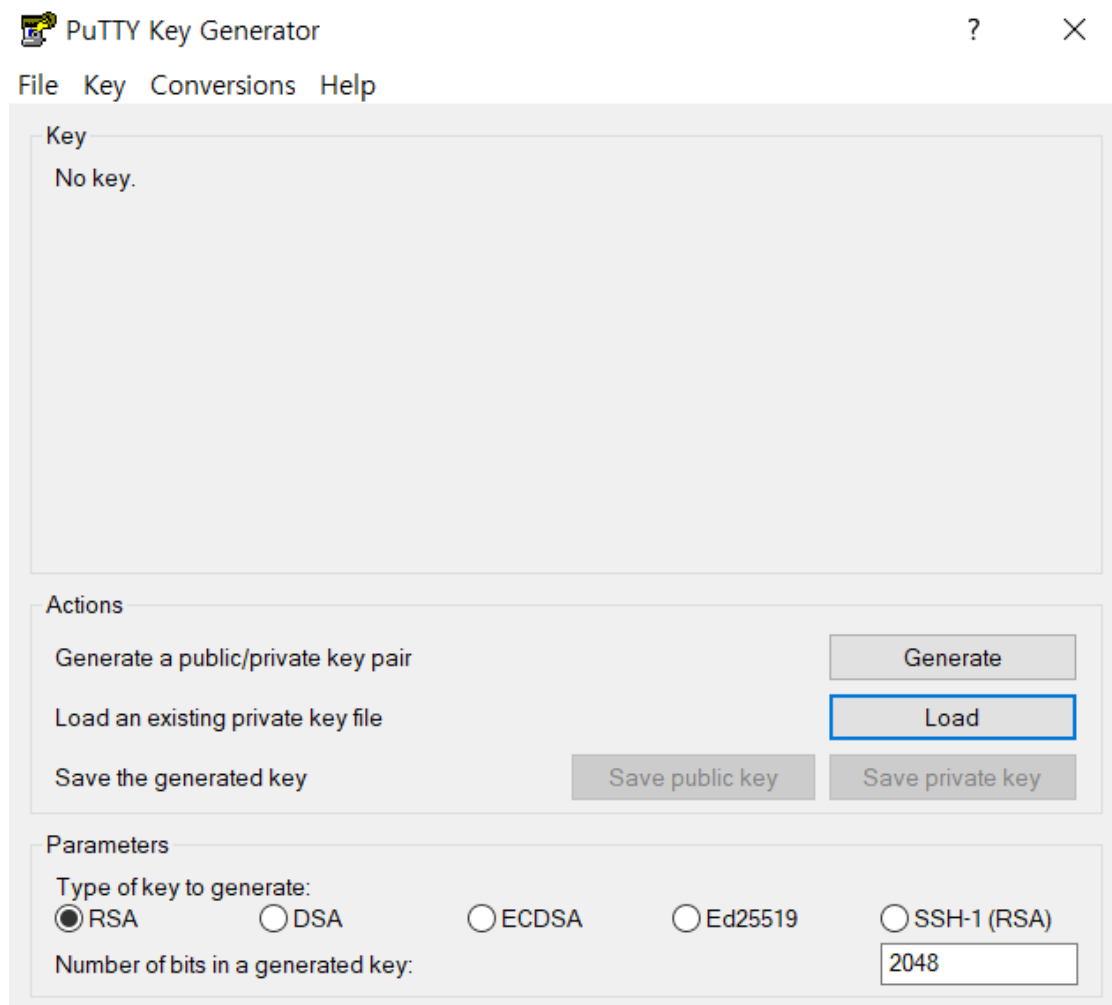 PuTTY Key Generator ?
File Key Conversions Help
Key
No key.
Actions
Generate a public/private key pair Generate
Load an existing private key file Load
Save the generated key Save public key Save private key
Parameters
Type of key to generate:
RSA DSA ECDSA Ed25519 SSH-1 (RSA)
Number of bits in a generated key: 2048